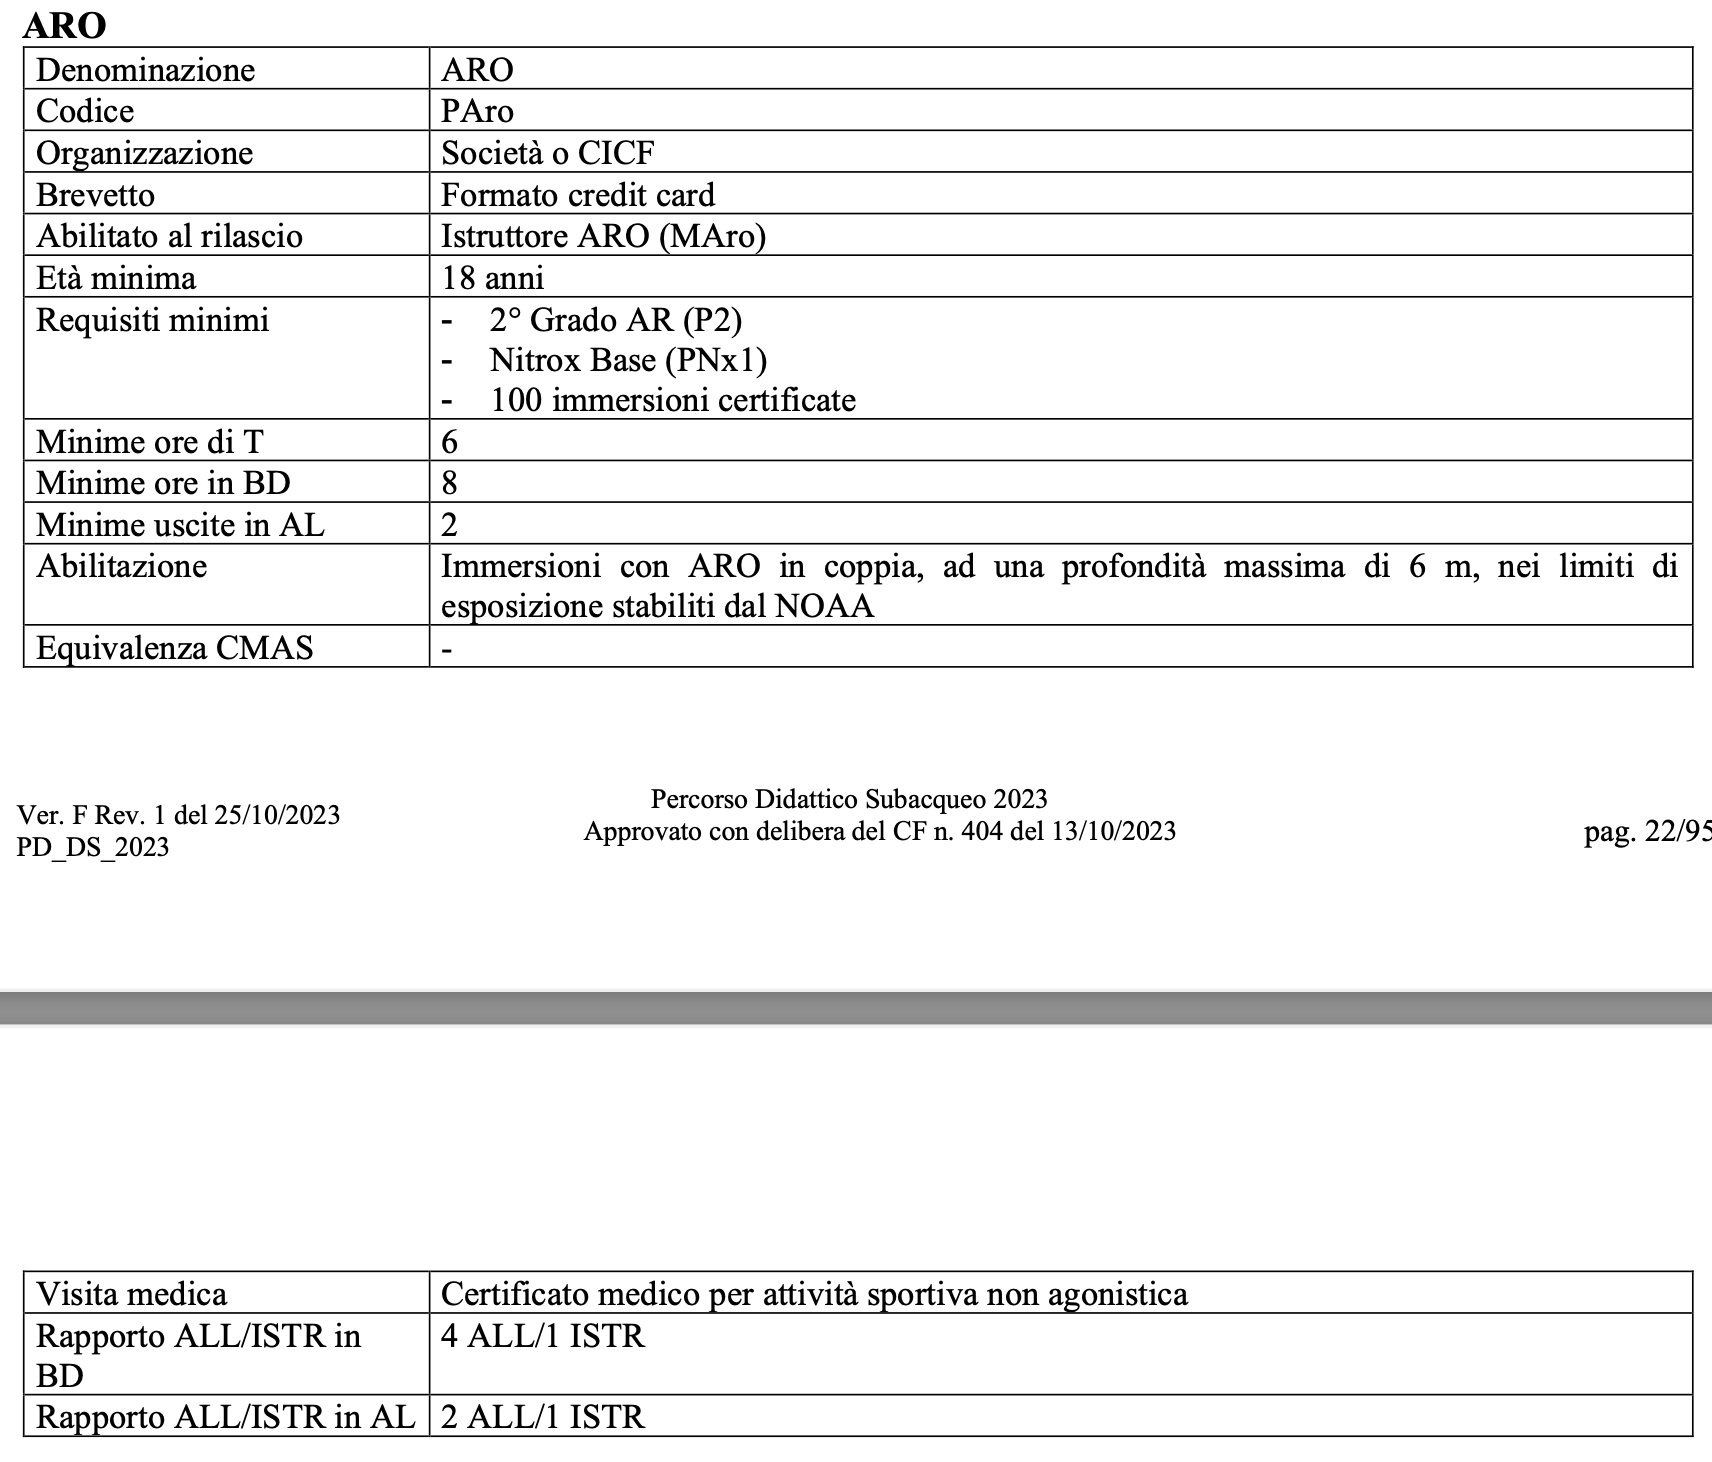 ARO
Denominazione ARO
Codice PAro
Organizzazione Società o CICF
Brevetto Formato credit card
Abilitato al rilascio Istruttore ARO (MAro)
Età minima 18 anni
Requisiti minimi - 2° Grado AR (P2)
- Nitrox Base (PNx1)
- 100 immersioni certificate
Minime ore di T 6
Minime ore in BD 8
Minime uscite in AL 2
Abilitazione Immersioni con ARO in coppia, ad una profondità massima di 6 m, nei limiti di
esposizione stabiliti dal NOAA
Equivalenza CMAS -
Percorso Didattico Subacqueo 2023
Ver. F Rev. 1 del 25/10/2023
Approvato con delibera del CF n. 404 del 13/10/2023
pag. 22/95
PD_DS_2023
Visita medica Certificato medico per attività sportiva non agonistica
Rapporto ALL/ISTR in 4 ALL/1 ISTR
BD
Rapporto ALL/ISTR in AL 2 ALL/1 ISTR